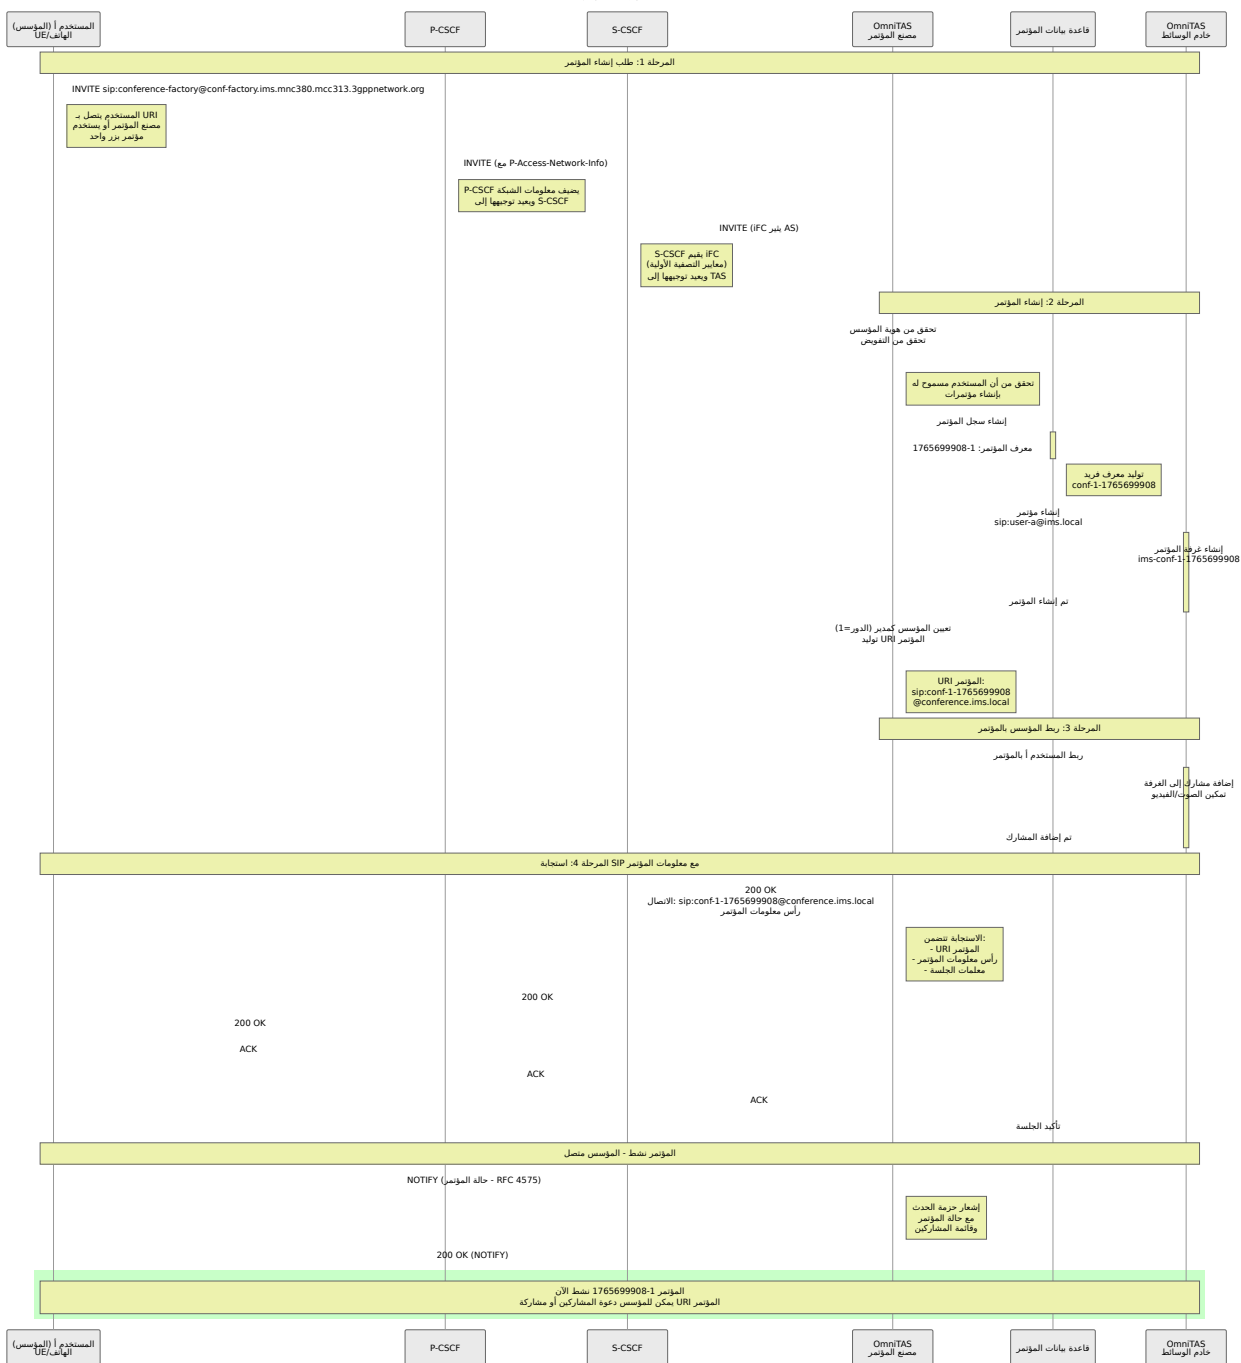 المستخدم أ (المؤسس)
الهاتف/UE
P-CSCF
S-CSCF
OmniTAS
مصنع المؤتمر
قاعدة بيانات المؤتمر
OmniTAS
خادم الوسائط
المرحلة 1: طلب إنشاء المؤتمر
INVITE sip:conference-factory@conf-factory.ims.mnc380.mcc313.3gppnetwork.org
المستخدم يتصل بـ URI
مصنع المؤتمر أو يستخدم
مؤتمر بزر واحد
INVITE (مع P-Access-Network-Info)
P-CSCF يضيف معلومات الشبكة
ويعيد توجيهها إلى S-CSCF
INVITE (iFC يثير AS)
S-CSCF يقيم iFC
(معايير التصفية الأولية)
ويعيد توجيهها إلى TAS
المرحلة 2: إنشاء المؤتمر
تحقق من هوية المؤسس
تحقق من التفويض
تحقق من أن المستخدم مسموح له
بإنشاء مؤتمرات
إنشاء سجل المؤتمر
معرف المؤتمر: 1-1765699908
توليد معرف فريد
conf-1-1765699908
إنشاء مؤتمر
sip:user-a@ims.local
إنشاء غرفة المؤتمر
ims-conf-1-1765699908
تم إنشاء المؤتمر
تعيين المؤسس كمدير (الدور=1)
توليد URI المؤتمر
URI المؤتمر:
sip:conf-1-1765699908
@conference.ims.local
المرحلة 3: ربط المؤسس بالمؤتمر
ربط المستخدم أ بالمؤتمر
إضافة مشارك إلى الغرفة
تمكين الصوت/الفيديو
تم إضافة المشارك
المرحلة 4: استجابة SIP مع معلومات المؤتمر
200 OK
الاتصال: sip:conf-1-1765699908@conference.ims.local
رأس معلومات المؤتمر
الاستجابة تتضمن:
- URI المؤتمر
- رأس معلومات المؤتمر
- معلمات الجلسة
200 OK
200 OK
ACK
ACK
ACK
تأكيد الجلسة
المؤتمر نشط - المؤسس متصل
NOTIFY (حالة المؤتمر - RFC 4575)
إشعار حزمة الحدث
مع حالة المؤتمر
وقائمة المشاركين
200 OK (NOTIFY)
المؤتمر 1-1765699908 نشط الآن
يمكن للمؤسس دعوة المشاركين أو مشاركة URI المؤتمر
المستخدم أ (المؤسس)
الهاتف/UE
P-CSCF
S-CSCF
OmniTAS
مصنع المؤتمر
قاعدة بيانات المؤتمر
OmniTAS
خادم الوسائط